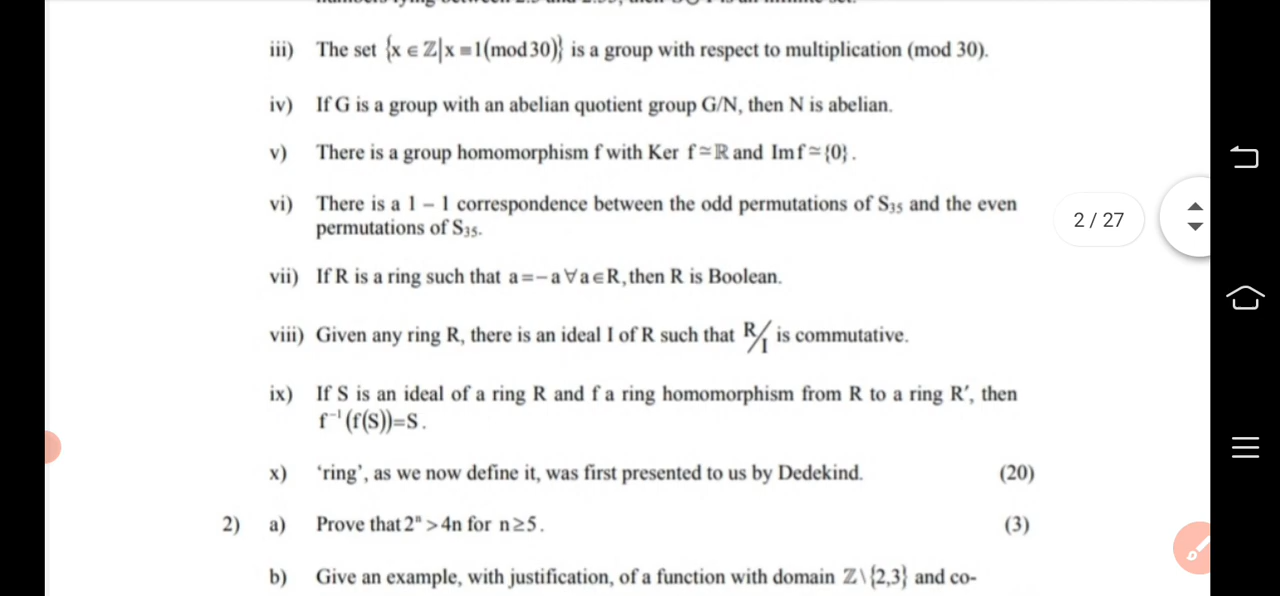 iii) The set {x ∈ ℤ|x ≡ 1(mod 30)} is a group with respect to multiplication (mod 30).
iv) If G is a group with an abelian quotient group G/N, then N is abelian.
v) There is a group homomorphism f with Ker f ≃ ℝ and Im f ≃ {0}.
vi) There is a 1 – 1 correspondence between the odd permutations of S₃₅ and the even
permutations of S₃₅.
2 / 27
vii) If R is a ring such that a = – a ∀ a ∈ R, then R is Boolean.
viii) Given any ring R, there is an ideal I of R such that R/I is commutative.
ix) If S is an ideal of a ring R and f a ring homomorphism from R to a ring R′, then
f⁻¹(f(S))=S.
x) ‘ring’, as we now define it, was first presented to us by Dedekind. (20)
2) a) Prove that 2ⁿ > 4n for n ≥ 5. (3)
b) Give an example, with justification, of a function with domain ℤ \ {2,3} and co-